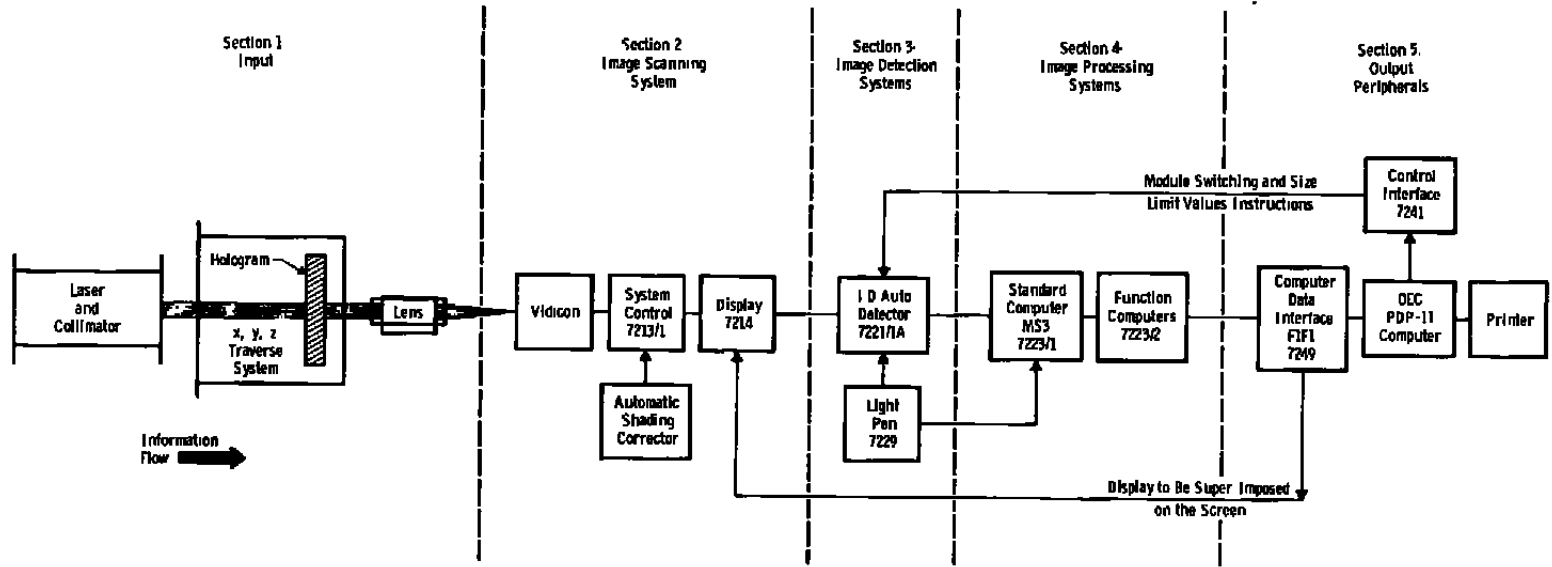 Section 1
Input
Section 2
Image Scanning
System
Section 3-
Image Detection
Systems
Section 4-
Image Processing
Systems
Section 5.
Output
Peripherals
Module Switching and Size
Limit Values Instructions
Control
Interface
7241
Hologram
Laser
and
Collimator
x, y, z
Traverse
System
Lens
Vidicon
System
Control
7213/1
Display
7214
1-D Auto
Detector
7221/1A
Standard
Computer
MS3
7223/1
Function
Computers
7223/2
Computer
Data
Interface
F1F1
7249
DEC
PDP-11
Computer
Printer
Automatic
Shading
Corrector
Light
Pen
7229
Information
Flow
Display to Be Super Imposed
on the Screen